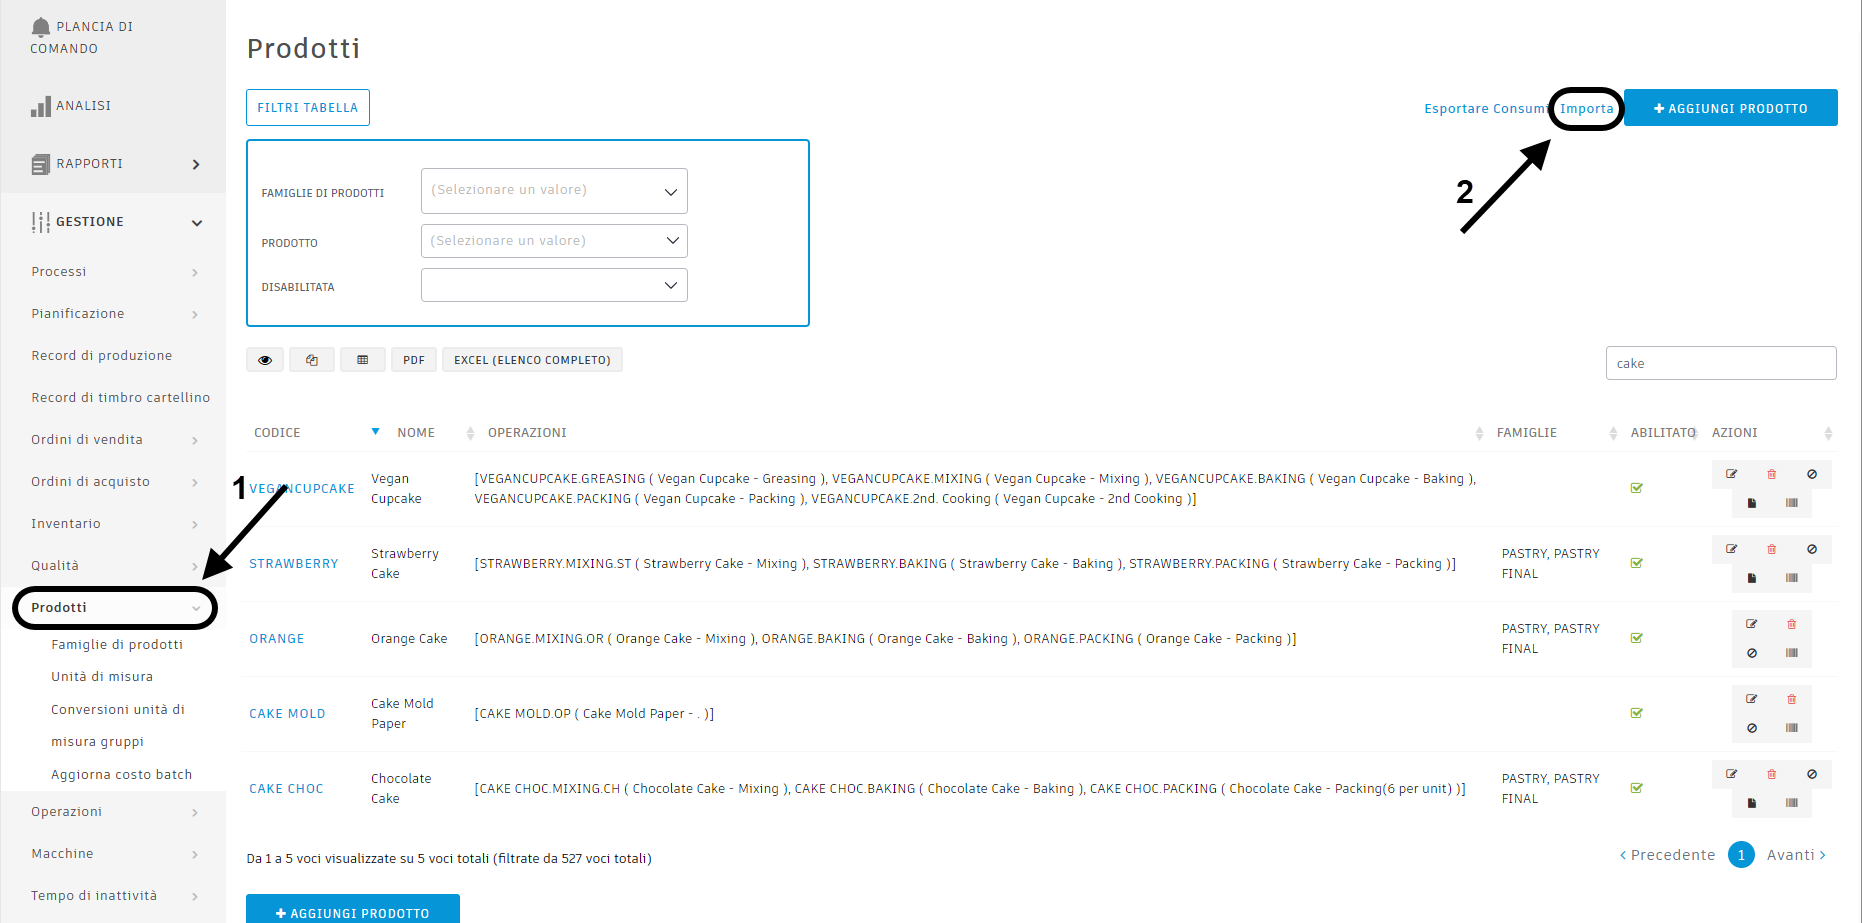 PLANCIA DI
COMANDO
ANALISI
RAPPORTI
GESTIONE
Processi
Pianificazione
Record di produzione
Record di timbro cartellino
Ordini di vendita
Ordini di acquisto
Inventario
Qualità
Prodotti
Famiglie di prodotti
Unità di misura
Conversioni unità di
misura gruppi
Aggiorna costo batch
Operazioni
Macchine
Tempo di inattività
1
Prodotti
FILTRI TABELLA
Esportare Consumi Importa AGGIUNGI PRODOTTO
2
FAMIGLIE DI PRODOTTI (Selezionare un valore)
PRODOTTO (Selezionare un valore)
DISABILITATA
PDF EXCEL (ELENCO COMPLETO)
cake
CODICE NOME OPERAZIONI FAMIGLIE ABILITATO AZIONI
VEGANCUPCAKE
Vegan
Cupcake
[VEGANCUPCAKE.GREASING ( Vegan Cupcake - Greasing ), VEGANCUPCAKE.MIXING ( Vegan Cupcake - Mixing ), VEGANCUPCAKE.BAKING ( Vegan Cupcake - Baking ),
VEGANCUPCAKE.PACKING ( Vegan Cupcake - Packing ), VEGANCUPCAKE.2nd. Cooking ( Vegan Cupcake - 2nd Cooking )]
STRAWBERRY
Strawberry
Cake
[STRAWBERRY.MIXING.ST ( Strawberry Cake - Mixing ), STRAWBERRY.BAKING ( Strawberry Cake - Baking ), STRAWBERRY.PACKING ( Strawberry Cake - Packing )]
PASTRY, PASTRY
FINAL
ORANGE
Orange Cake
[ORANGE.MIXING.OR ( Orange Cake - Mixing ), ORANGE.BAKING ( Orange Cake - Baking ), ORANGE.PACKING ( Orange Cake - Packing )]
PASTRY, PASTRY
FINAL
CAKE MOLD
Cake Mold
Paper
[CAKE MOLD.OP ( Cake Mold Paper - . )]
CAKE CHOC
Chocolate
Cake
[CAKE CHOC.MIXING.CH ( Chocolate Cake - Mixing ), CAKE CHOC.BAKING ( Chocolate Cake - Baking ), CAKE CHOC.PACKING ( Chocolate Cake - Packing(6 per unit) )]
PASTRY, PASTRY
FINAL
Da 1 a 5 voci visualizzate su 5 voci totali (filtrate da 527 voci totali)
Precedente 1 Avanti
AGGIUNGI PRODOTTO